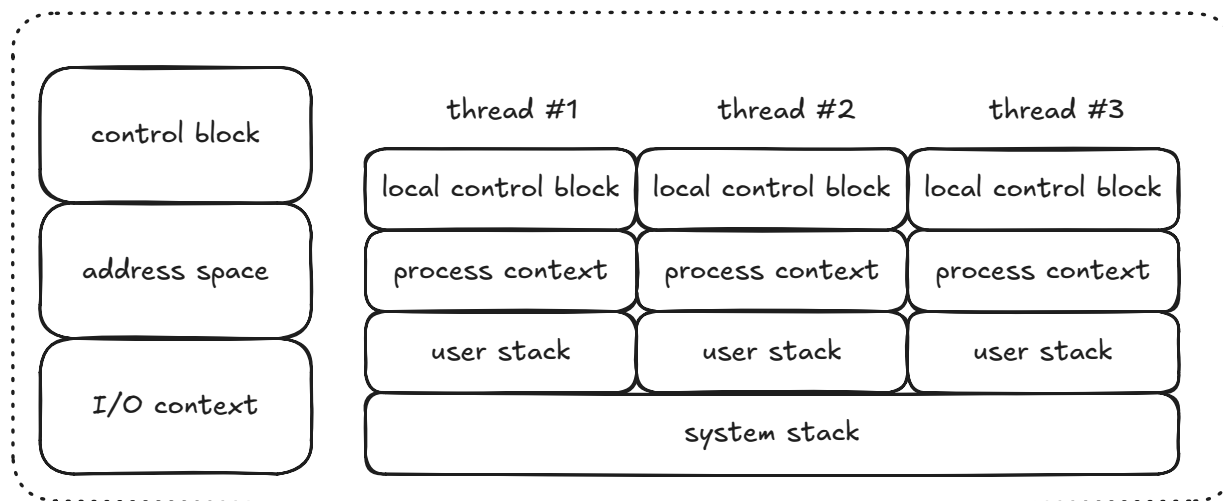 control block
address space
I/O context
thread #1
thread #2
thread #3
local control block
local control block
local control block
process context
process context
process context
user stack
user stack
user stack
system stack